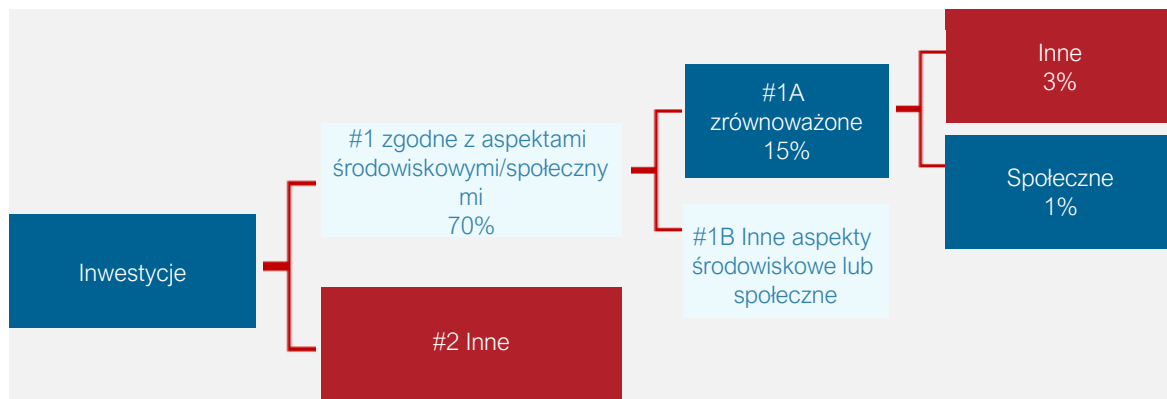 Inwestycje
#1 zgodne z aspektami
środowiskowymi/społeczny
mi
70%
#2 Inne
#1A
zrównoważone
15%
#1B Inne aspekty
środowiskowe lub
społeczne
Inne
3%
Społeczne
1%